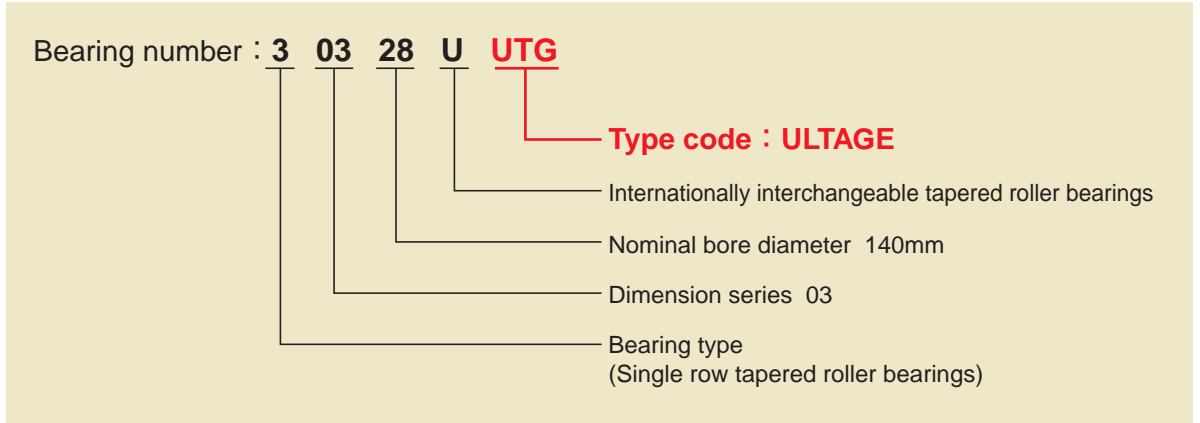 Bearing number：3 03 28 U UTG
Type code：ULTAGE
Internationally interchangeable tapered roller bearings
Nominal bore diameter 140mm
Dimension series 03
Bearing type
(Single row tapered roller bearings)